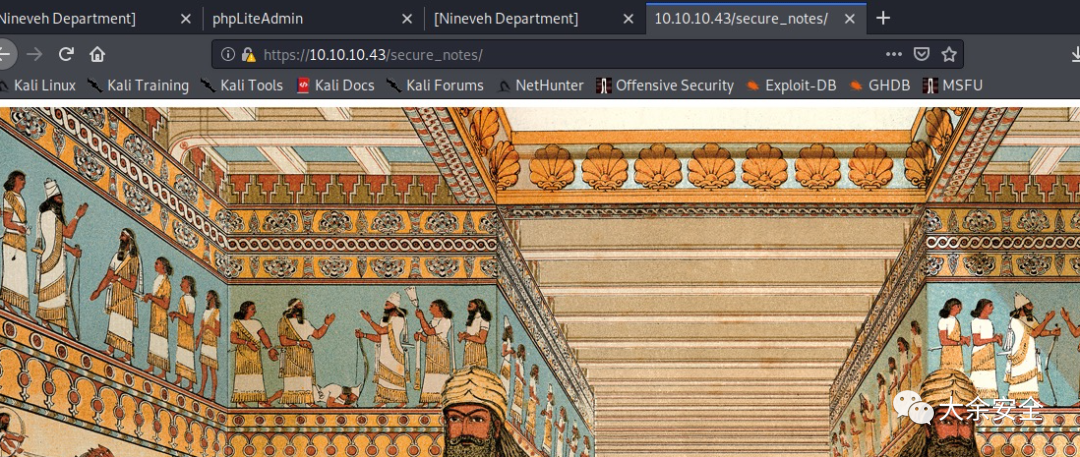 Nineveh Department]
phpLiteAdmin
[Nineveh Department]
10.10.10.43/secure_notes/
https://10.10.10.43/secure_notes/
Kali Linux
Kali Training
Kali Tools
Kali Docs
Kali Forums
NetHunter
Offensive Security
Exploit-DB
GHDB
MSFU
大余安全